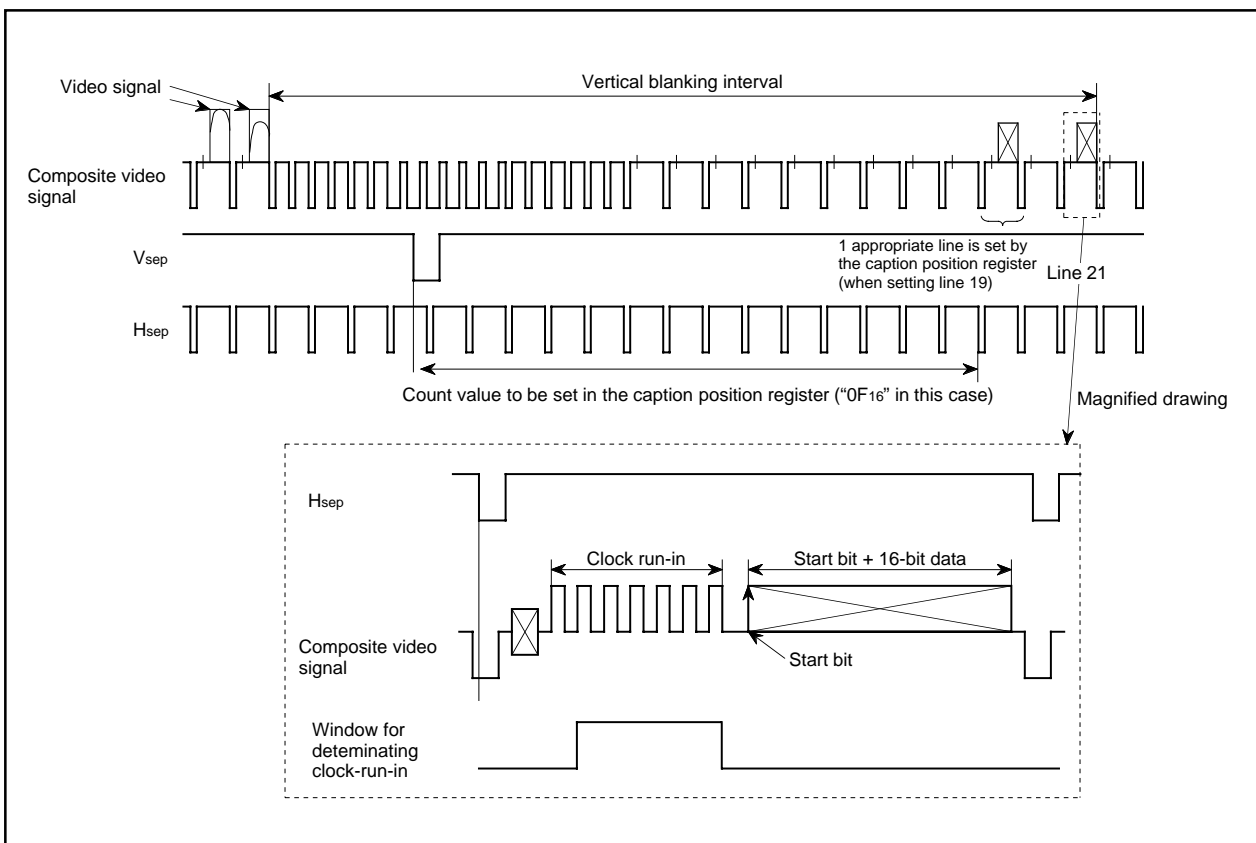 Video signal
Vertical blanking interval
Composite video
signal
Vsep
1 appropriate line is set by
the caption position register
(when setting line 19)
Line 21
Hsep
Count value to be set in the caption position register (“0F16” in this case)
Magnified drawing
Hsep
Clock run-in
Start bit + 16-bit data
Composite video
signal
Start bit
Window for
deteminating
clock-run-in